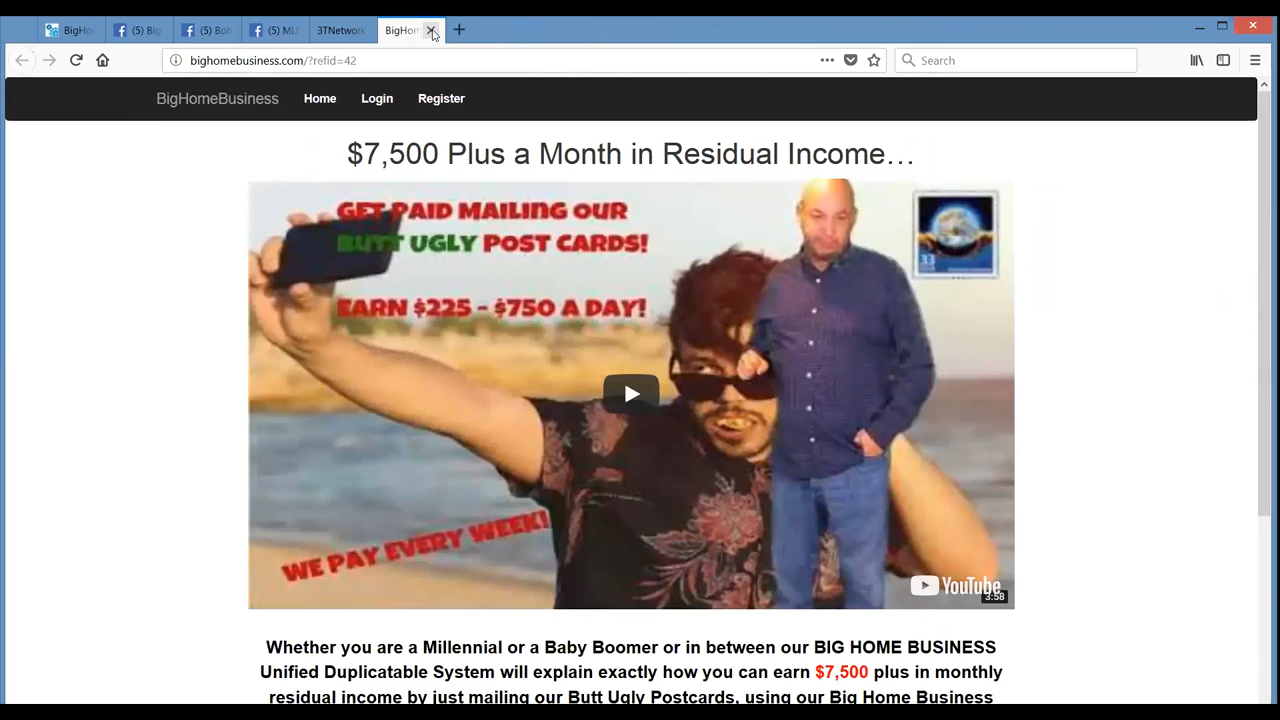 BigHo
(5) Big
(5) Bob
(5) ML
3TNetwork
BigHom
bighomebusiness.com/?refid=42
Search
BigHomeBusiness Home Login Register
$7,500 Plus a Month in Residual Income...
GET PAID MAILING OUR
BUTT UGLY POST CARDS!
EARN $225 - $750 A DAY!
33
WE PAY EVERY WEEK!
YouTube
3:58
Whether you are a Millennial or a Baby Boomer or in between our BIG HOME BUSINESS
Unified Duplicatable System will explain exactly how you can earn $7,500 plus in monthly
residual income by just mailing our Butt Ugly Postcards, using our Big Home Business